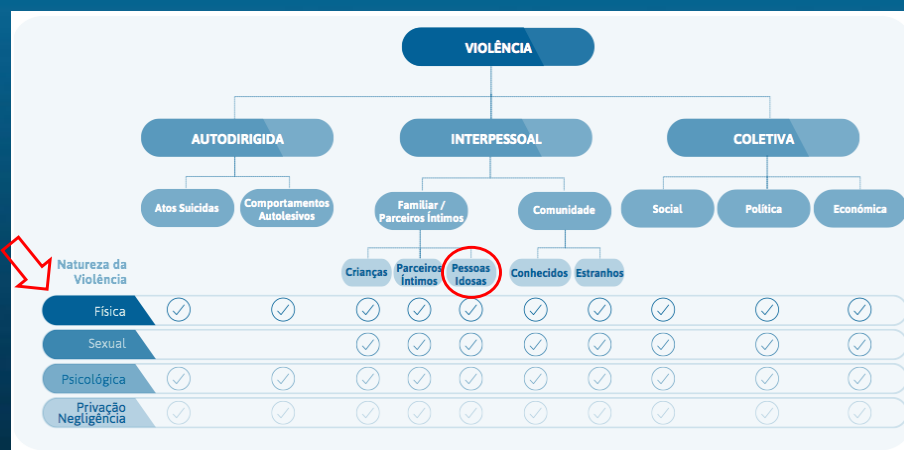 VIOLÊNCIA
AUTODIRIGIDA
INTERPESSOAL
COLETIVA
Atos Suicidas
Comportamentos
Autolesivos
Familiar /
Parceiros Íntimos
Comunidade
Social
Política
Económica
Crianças
Parceiros
Íntimos
Pessoas
Idosas
Conhecidos
Estranhos
Natureza da
Violência
Física
Sexual
Psicológica
Privação
Negligência